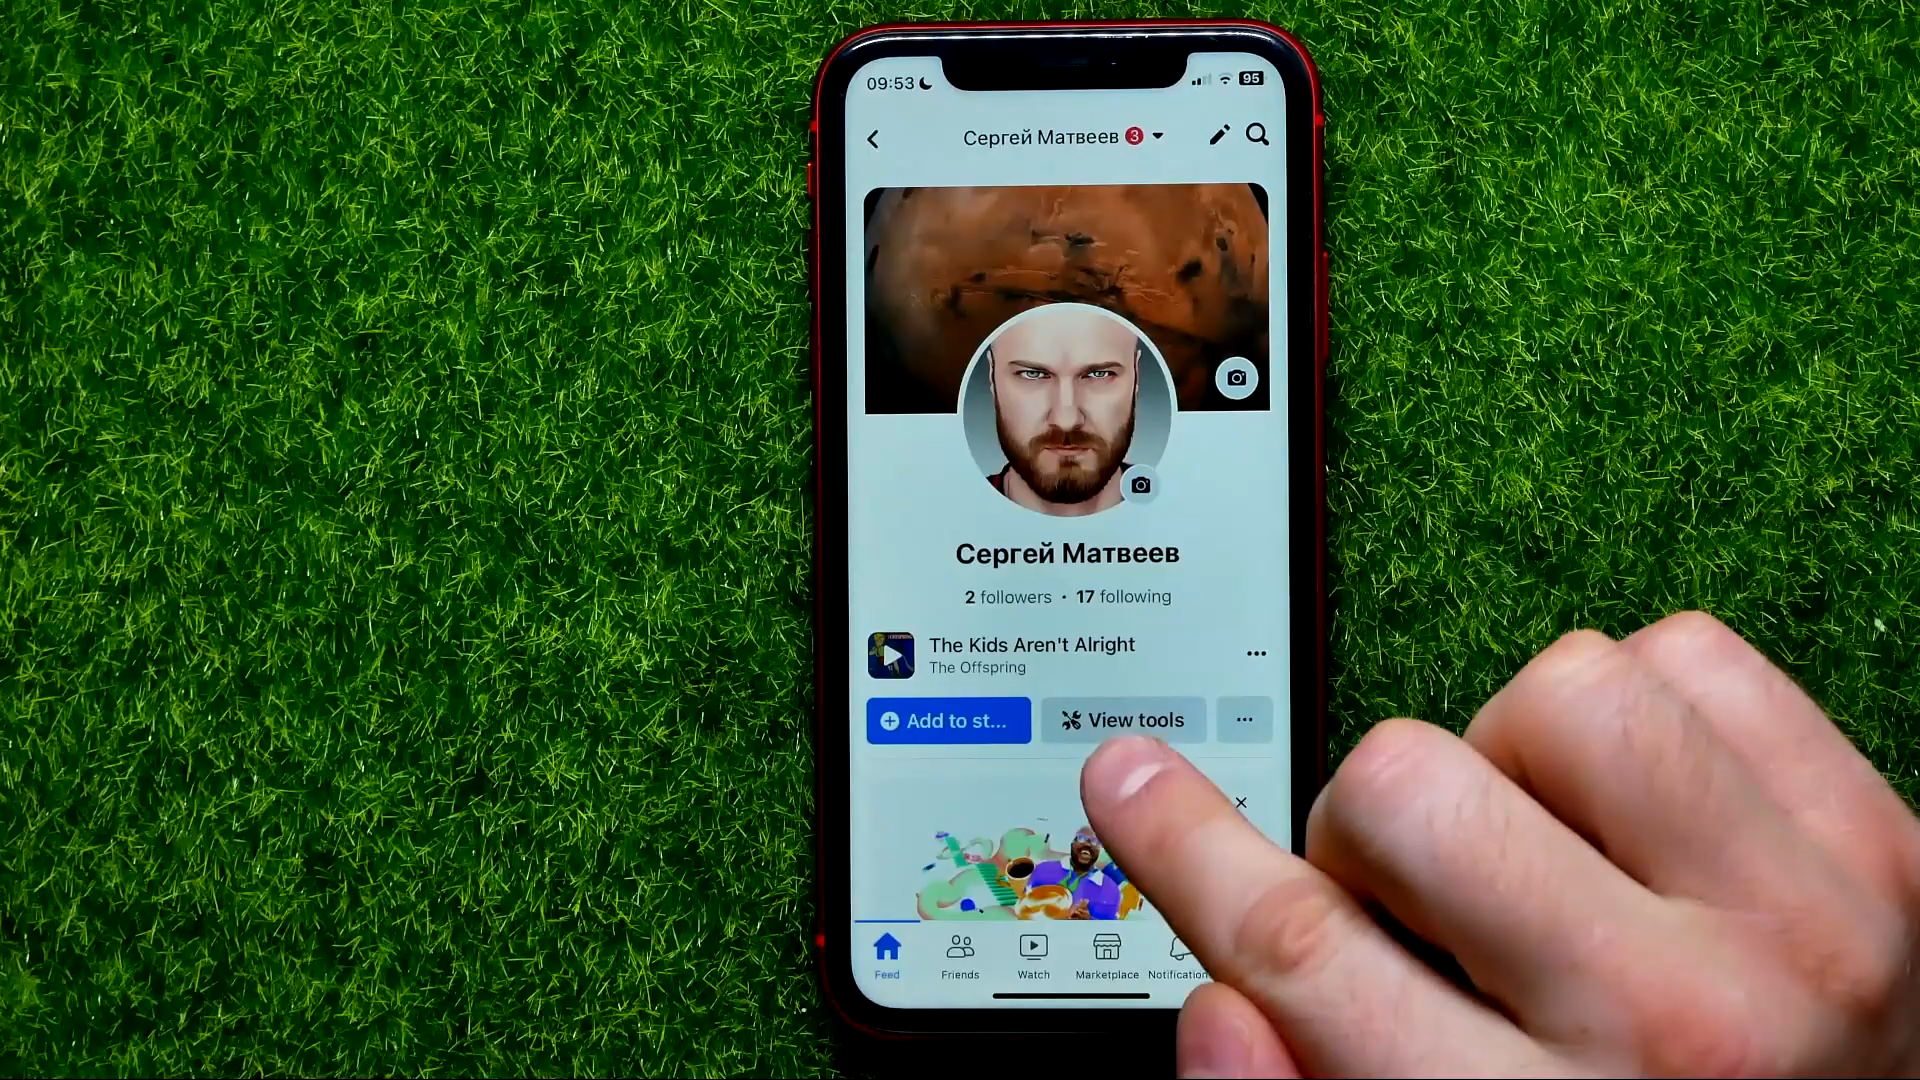 09:53
95
Сергей Матвеев 3
Сергей Матвеев
2 followers • 17 following
The Kids Aren't Alright
The Offspring
Add to st...
View tools
Feed
Friends
Watch
Marketplace
Notification